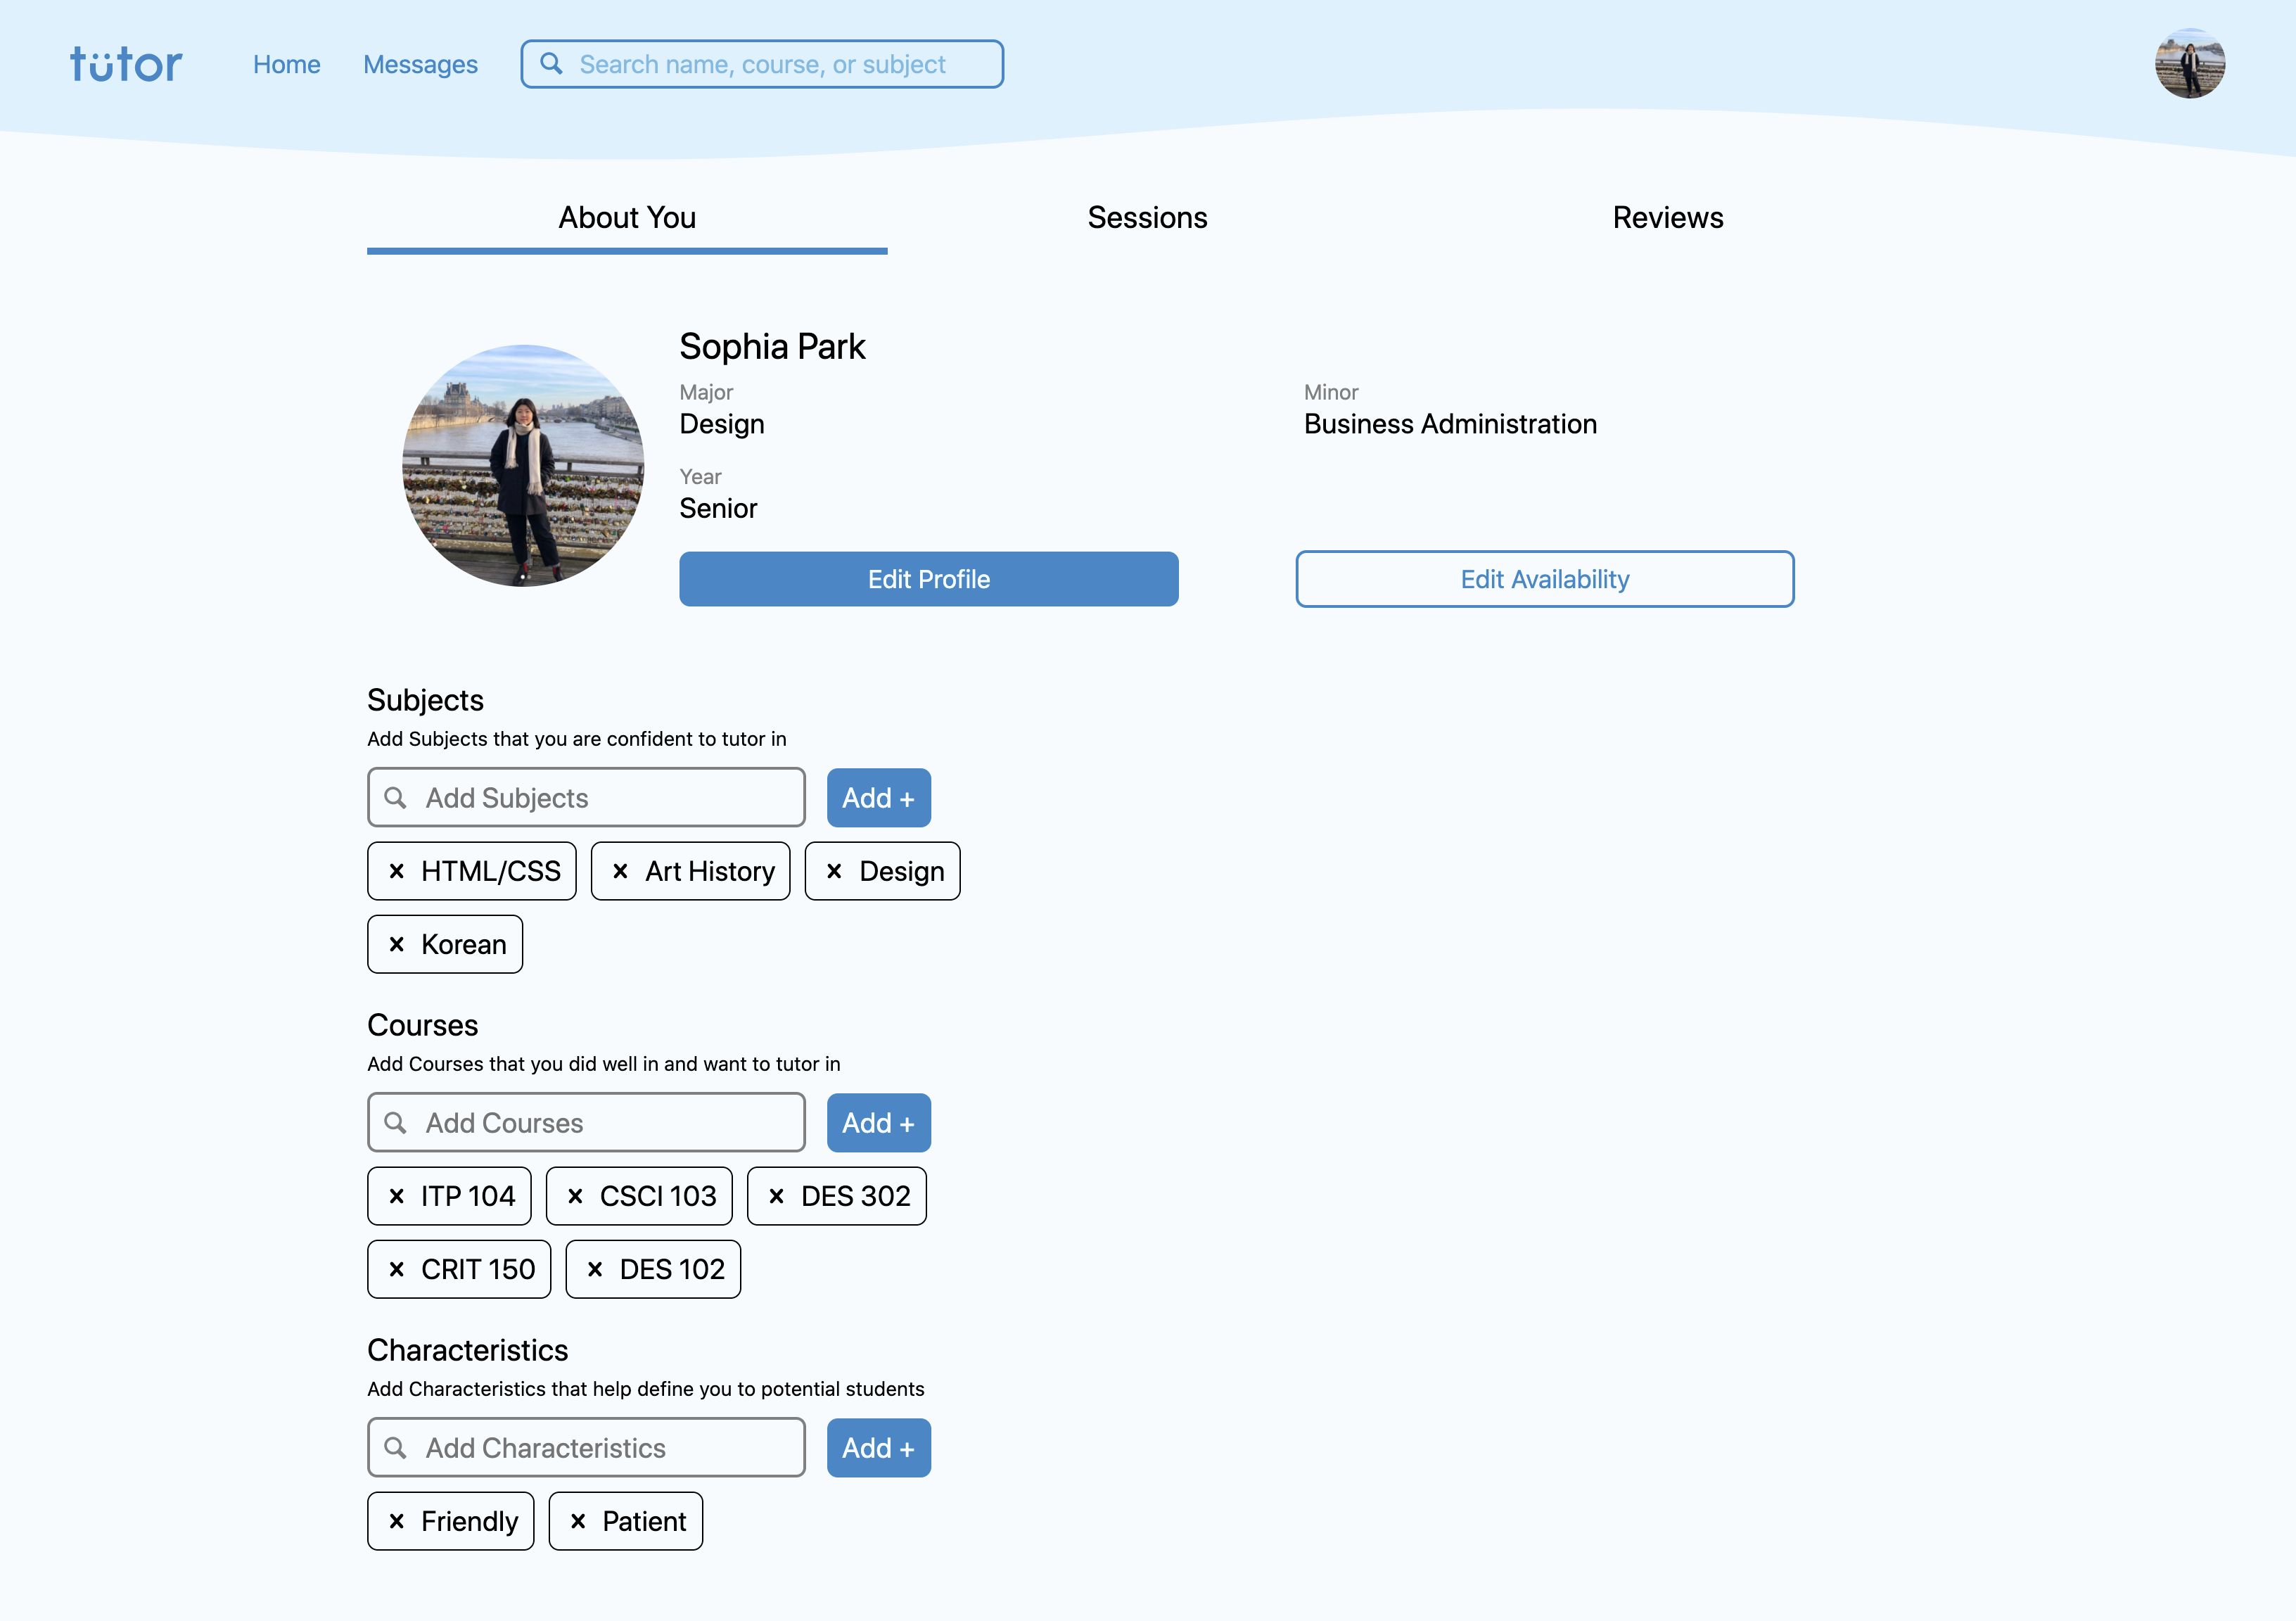 tütor Home Messages Search name, course, or subject
About You Sessions Reviews
Sophia Park
Major Minor
Design Business Administration
Year
Senior
Edit Profile Edit Availability
Subjects
Add Subjects that you are confident to tutor in
Add Subjects Add +
× HTML/CSS × Art History × Design
× Korean
Courses
Add Courses that you did well in and want to tutor in
Add Courses Add +
× ITP 104 × CSCI 103 × DES 302
× CRIT 150 × DES 102
Characteristics
Add Characteristics that help define you to potential students
Add Characteristics Add +
× Friendly × Patient